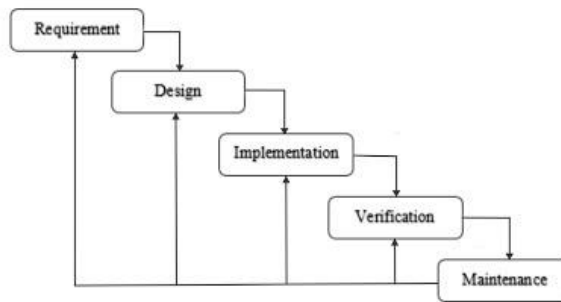 Requirement
Design
Implementation
Verification
Maintenance